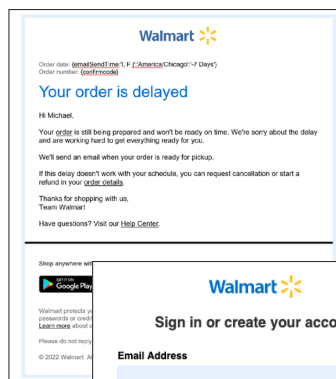 Walmart
Order date: {emailSendTime:'l, F j':'America/Chicago':'-7 Days'}
Order number: {confirmcode}
Your order is delayed
Hi Michael,
Your order is still being prepared and won't be ready on time. We're sorry about the delay
and are working hard to get everything ready for you.
We'll send an email when your order is ready for pickup.
If this delay doesn't work with your schedule, you can request cancellation or start a
refund in your order details.
Thanks for shopping with us,
Team Walmart
Have questions? Visit our Help Center.
Shop anywhere
GET IT ON
Google Play
Walmart protects
passwords or
Learn more about
Please do not reply
© 2022 Walmart.
Walmart
Sign in or create your
Email Address